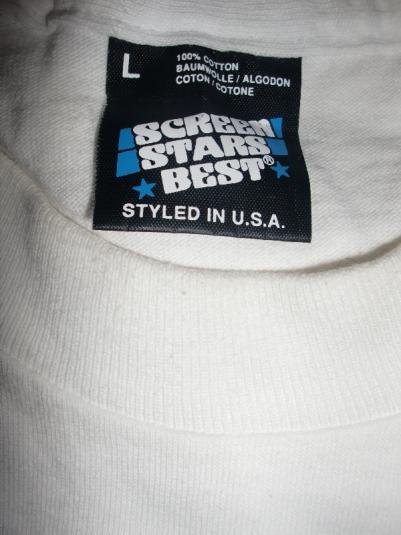 L
100% COTTON
BAUMWOLLE / ALGODON
COTON / COTONE
SCREEN
STARS
BEST®
STYLED IN U.S.A.